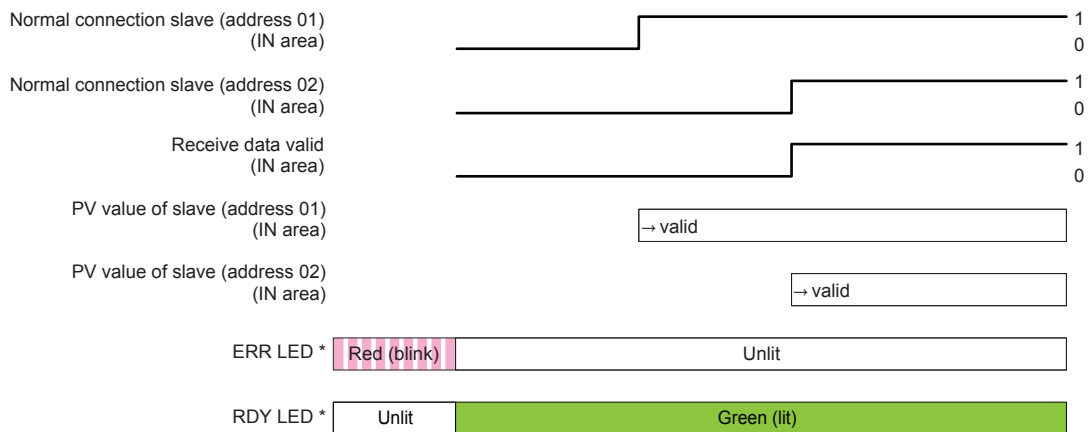 Normal connection slave (address 01)
(IN area)
1
0
Normal connection slave (address 02)
(IN area)
1
0
Receive data valid
(IN area)
1
0
PV value of slave (address 01)
(IN area)
→ valid
PV value of slave (address 02)
(IN area)
→ valid
ERR LED * Red (blink) Unlit
RDY LED * Unlit Green (lit)